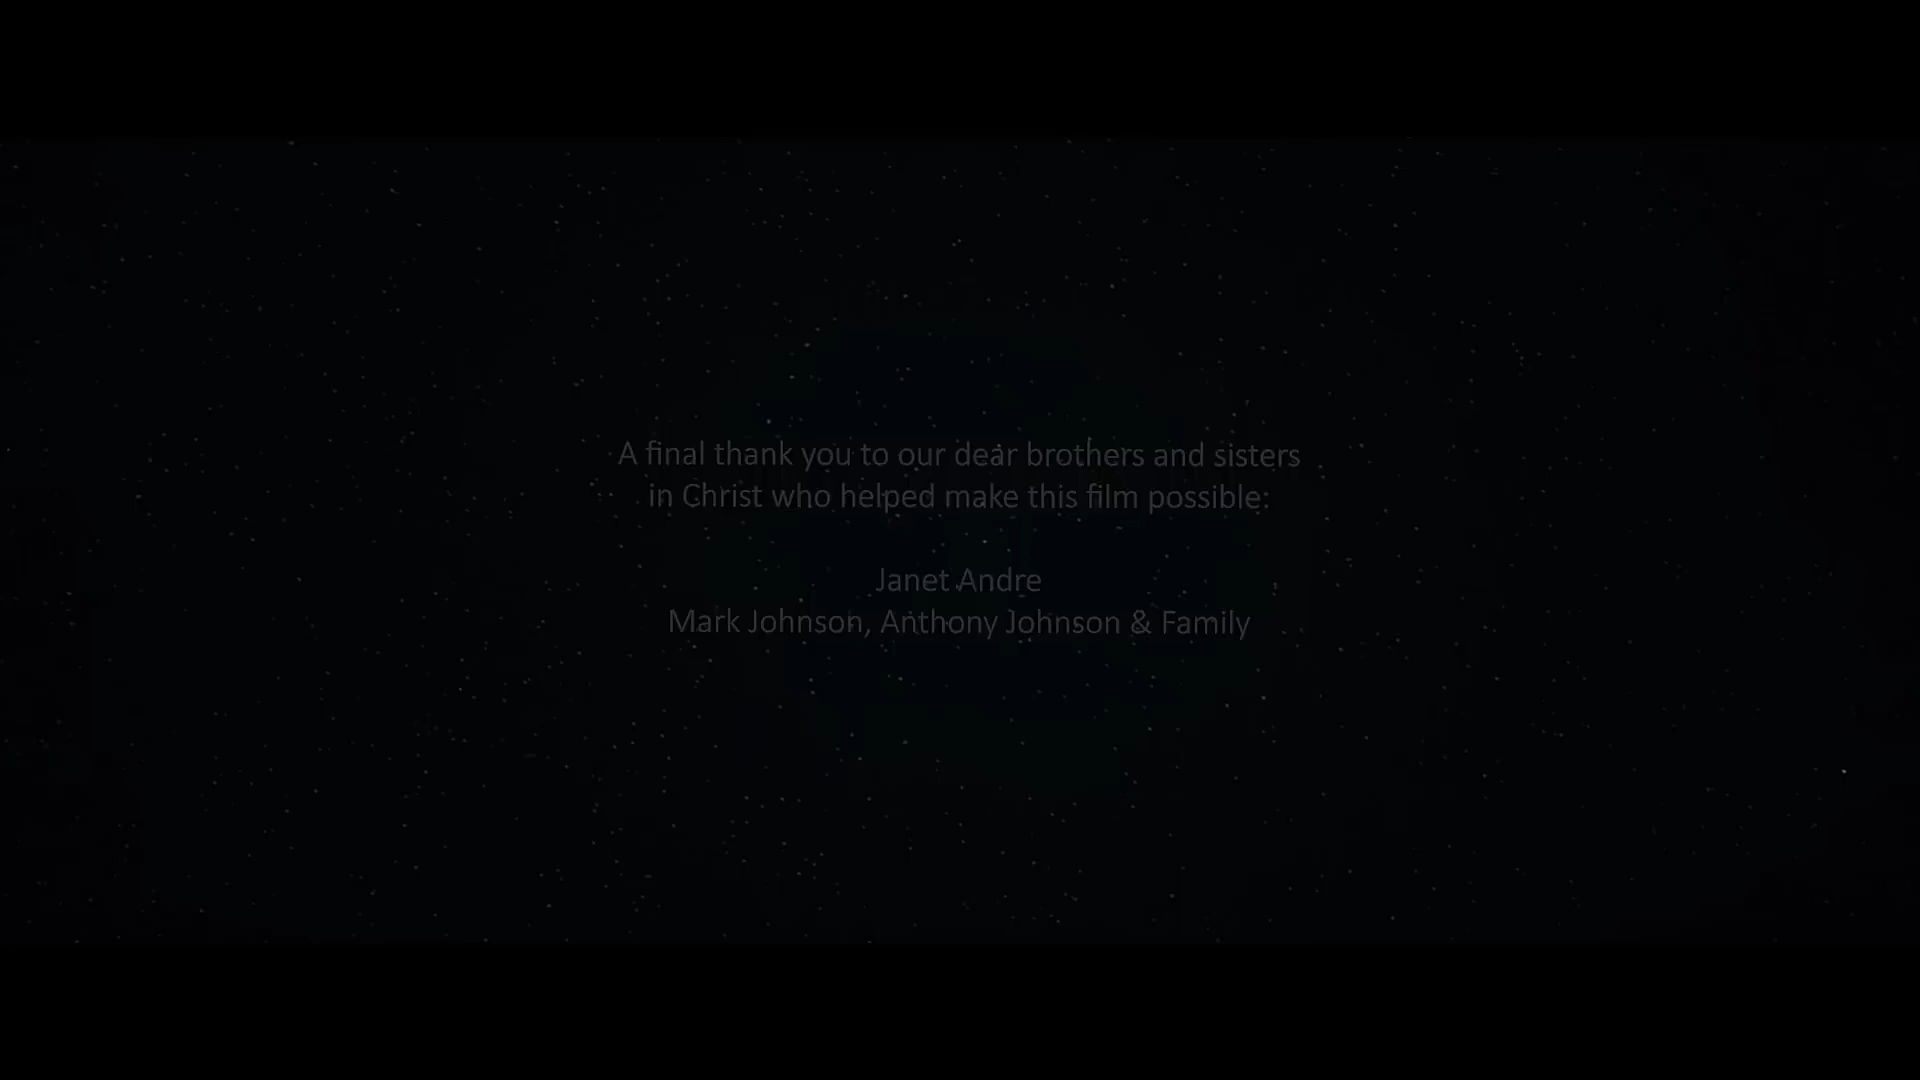 A final thank you to our dear brothers and sisters
in Christ who helped make this film possible:
Janet Andre
Mark Johnson, Anthony Johnson & Family